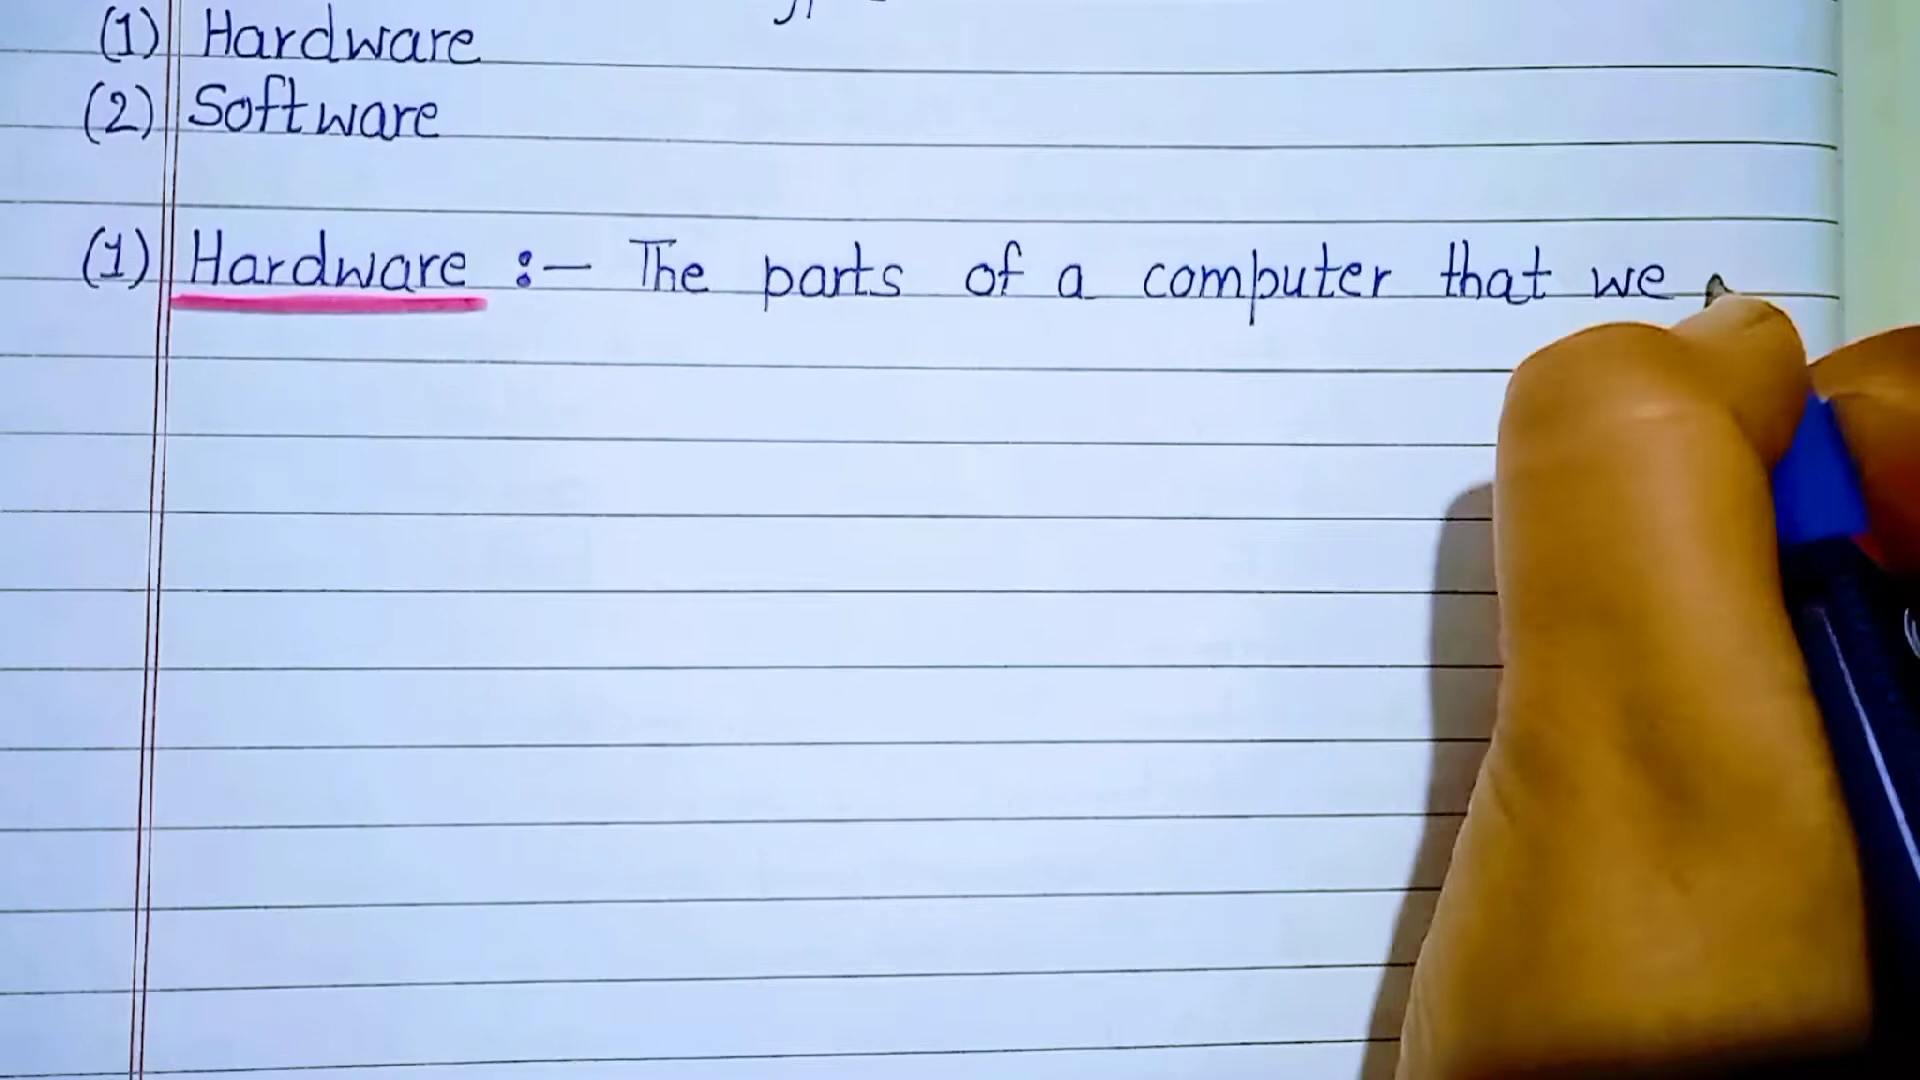 (1) Hardware
(2) Software
(1) Hardware :- The parts of a computer that we